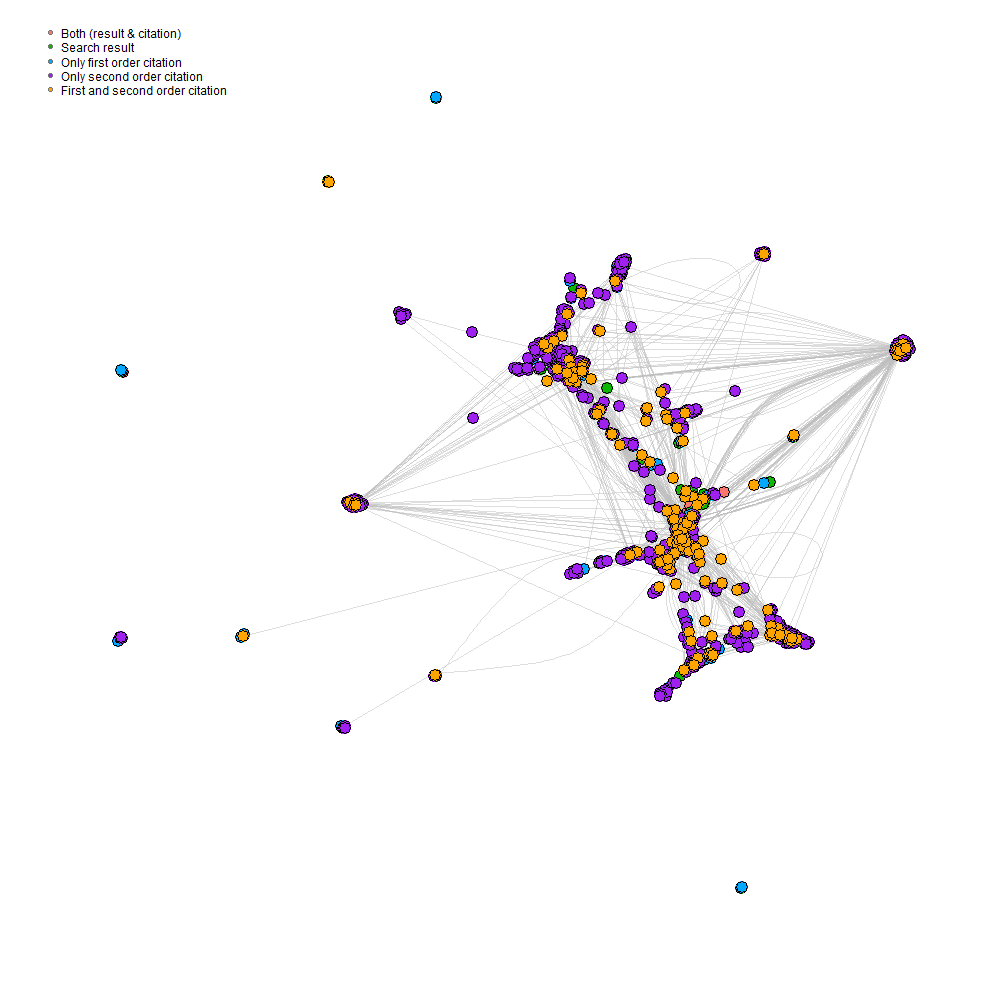 Both (result & citation)
Search result
Only first order citation
Only second order citation
First and second order citation